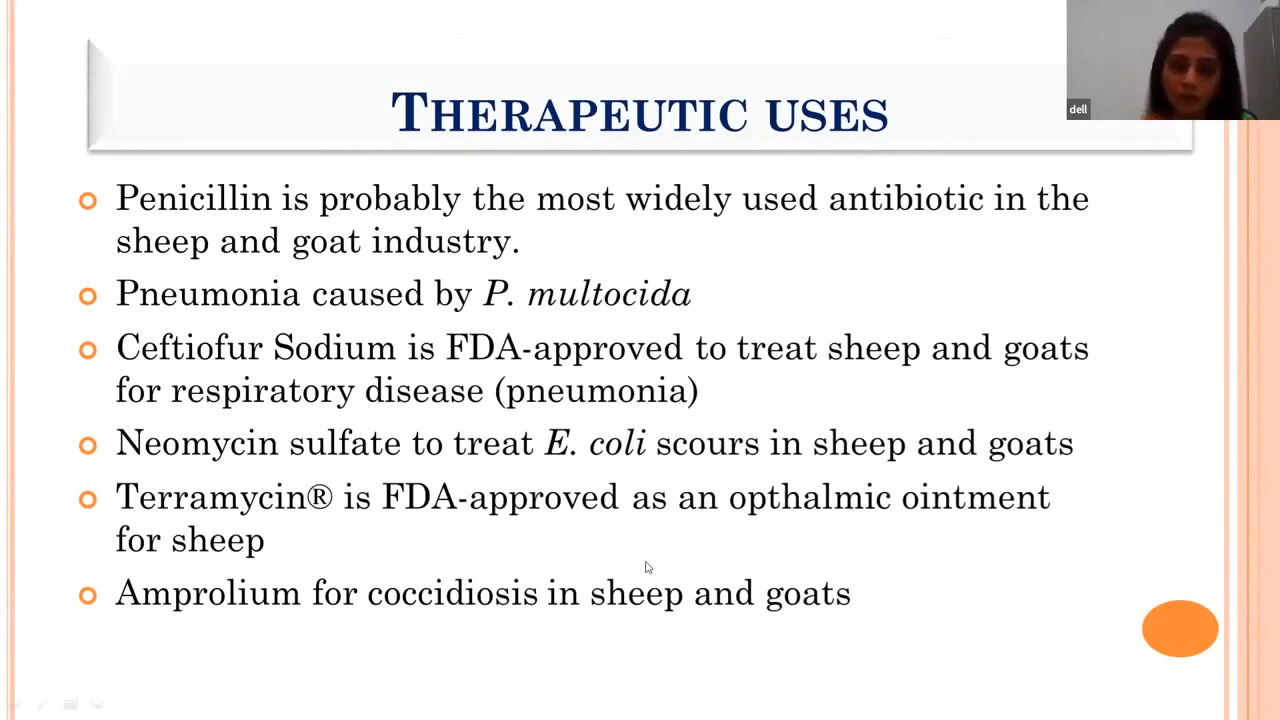 THERAPEUTIC USES
dell
Penicillin is probably the most widely used antibiotic in the
sheep and goat industry.
Pneumonia caused by P. multocida
Ceftiofur Sodium is FDA-approved to treat sheep and goats
for respiratory disease (pneumonia)
Neomycin sulfate to treat E. coli scours in sheep and goats
Terramycin® is FDA-approved as an opthalmic ointment
for sheep
Amprolium for coccidiosis in sheep and goats